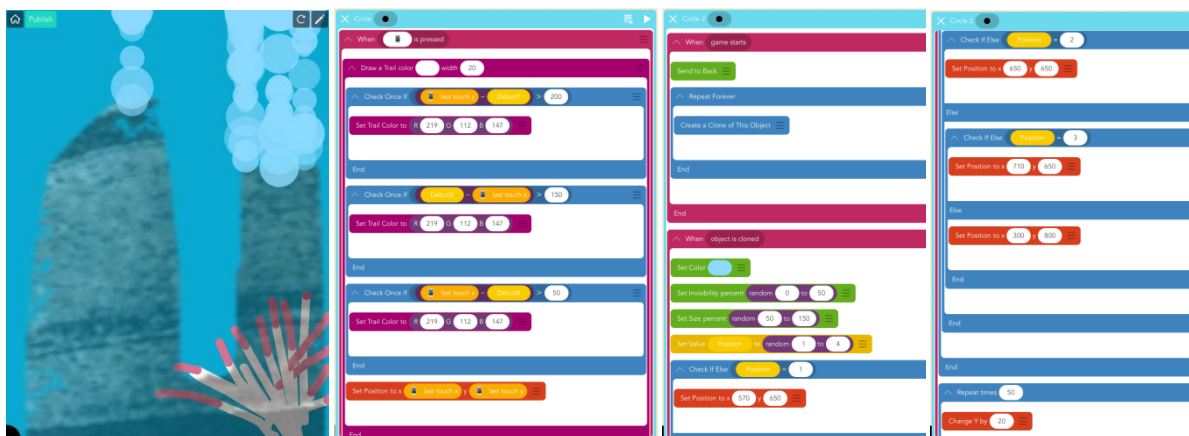 Publish
C
Circle
When is pressed
Draw a Trail color width 20
Check Once If last touch y - DébutY > 200
Set Trail Color to R 219 G 112 B 147
End
Check Once If DébutX - last touch x > 150
Set Trail Color to R 219 G 112 B 147
End
Check Once If last touch x - DébutX > 50
Set Trail Color to R 219 G 112 B 147
End
Set Position to x last touch x y last touch y
End
Circle 2
When game starts
Send to Back
Repeat Forever
Create a Clone of This Object
End
When object is cloned
Set Color
Set Invisibility percent random 0 to 50
Set Size percent random 50 to 150
Set Value Position to random 1 to 4
Check If Else Position = 1
Set Position to x 570 y 650
Circle 2
Check If Else Position = 2
Set Position to x 650 y 650
Else
Check If Else Position = 3
Set Position to x 710 y 650
Else
Set Position to x 300 y 800
End
End
End
Repeat times 50
Change Y by 20